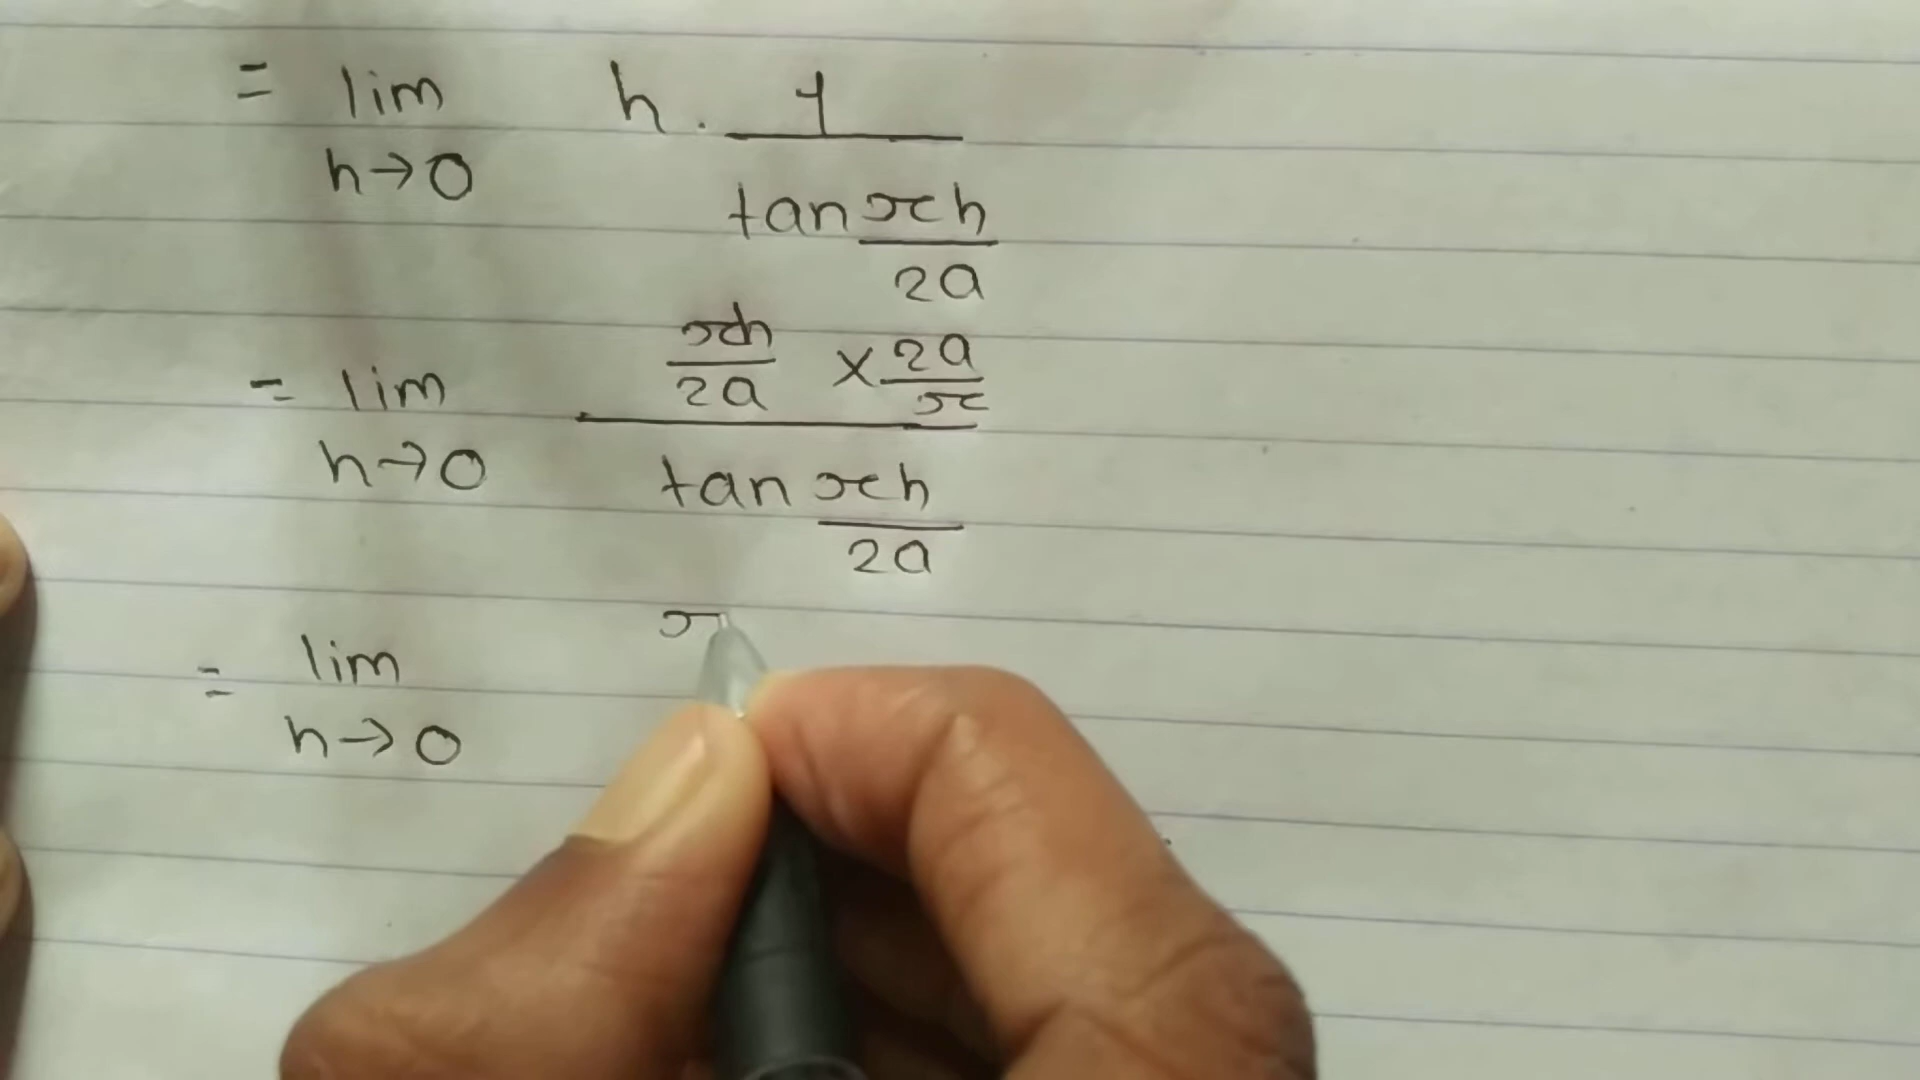 = lim h . 1
h→0 tan πh
2a
πh/2a × 2a/π
= lim
h→0 tan πh
2a
= lim π
h→0